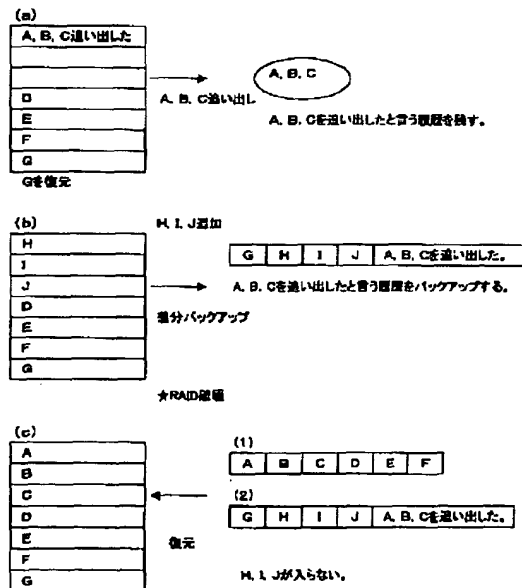 (a)
A, B, C追い出した
D
E
F
G
Gを復元
A, B, C追い出し
A, B, C
A, B, Cを追い出したと言う履歴を残す。
(b)
H, I, J追加
H
I
J
D
E
F
G
差分バックアップ
G H I J A, B, Cを追い出した。
A, B, Cを追い出したと言う履歴をバックアップする。
★RAID破壊
(c)
A
B
C
D
E
F
G
復元
(1)
A B C D E F
(2)
G H I J A, B, Cを追い出した。
H, I, Jが入らない。